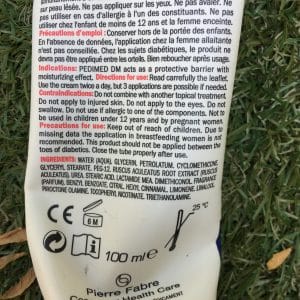 peau lésée. Ne pas appliquer sur les yeux. Ne pas avaler. Ne
pas utiliser en cas d'allergie à l'un des constituants. Ne pas
utiliser chez l'enfant de moins de 12 ans et la femme enceinte.
Précautions d'emploi : Conserver hors de la portée des enfants.
En l'absence de données, l'application chez la femme allaitante
n'est pas conseillée. Chez les sujets diabétiques, le produit ne
devra pas être appliqué entre les orteils. Bien reboucher après usage.
Indications: PEDIMED DM acts as a protective barrier with
moisturizing effect. Directions for use: Read carefully the leaflet.
Use the cream twice a day, but 3 applications are possible if needed.
Contraindications: Do not combine with another topical treatment.
Do not apply to injured skin. Do not apply to the eyes. Do not
swallow. Do not use if allergic to one of the components. Not to
be used in children under 12 years and by pregnant women.
Precautions for use: Keep out of reach of children. Due to
missing data the application in breastfeeding women is not
recommended. This product should not be applied between the
toes of diabetics. Close the tube properly after use.
INGREDIENTS: WATER (AQUA), GLYCERIN, PETROLATUM, CYCLOMETHICONE,
GLYCERYL STEARATE, PEG-12, RUSCUS ACULEATUS ROOT EXTRACT (RUSCUS
ACULEATUS), UREA, STEARIC ACID, LACTAMIDE MEA, DIMETHICONOL, FRAGRANCE
(PARFUM), BENZYL BENZOATE, CITRAL, HEXYL CINNAMAL, LIMONENE, LINALOOL,
PIROCTONE OLAMINE, TOCOPHEROL, NICOTINATE, TRIETHANOLAMINE.
CE
6 M
25 °C
100 ml e
Pierre Fabre
Health Care